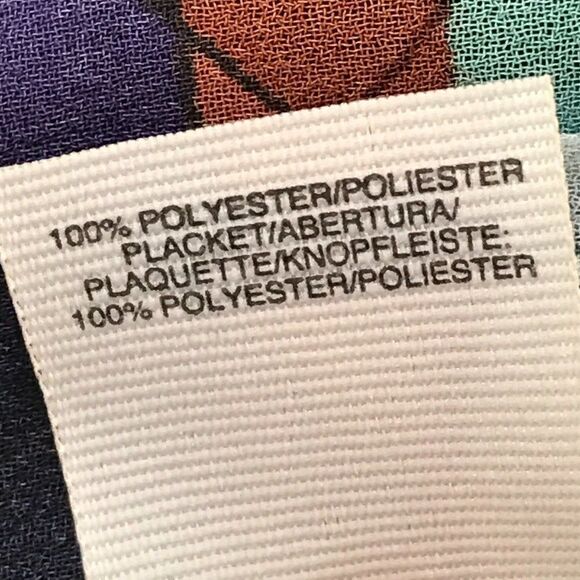 100% POLYESTER/POLIESTER
PLACKET/ABERTURA/
PLAQUETTE/KNOPFLEISTE:
100% POLYESTER/POLIESTER